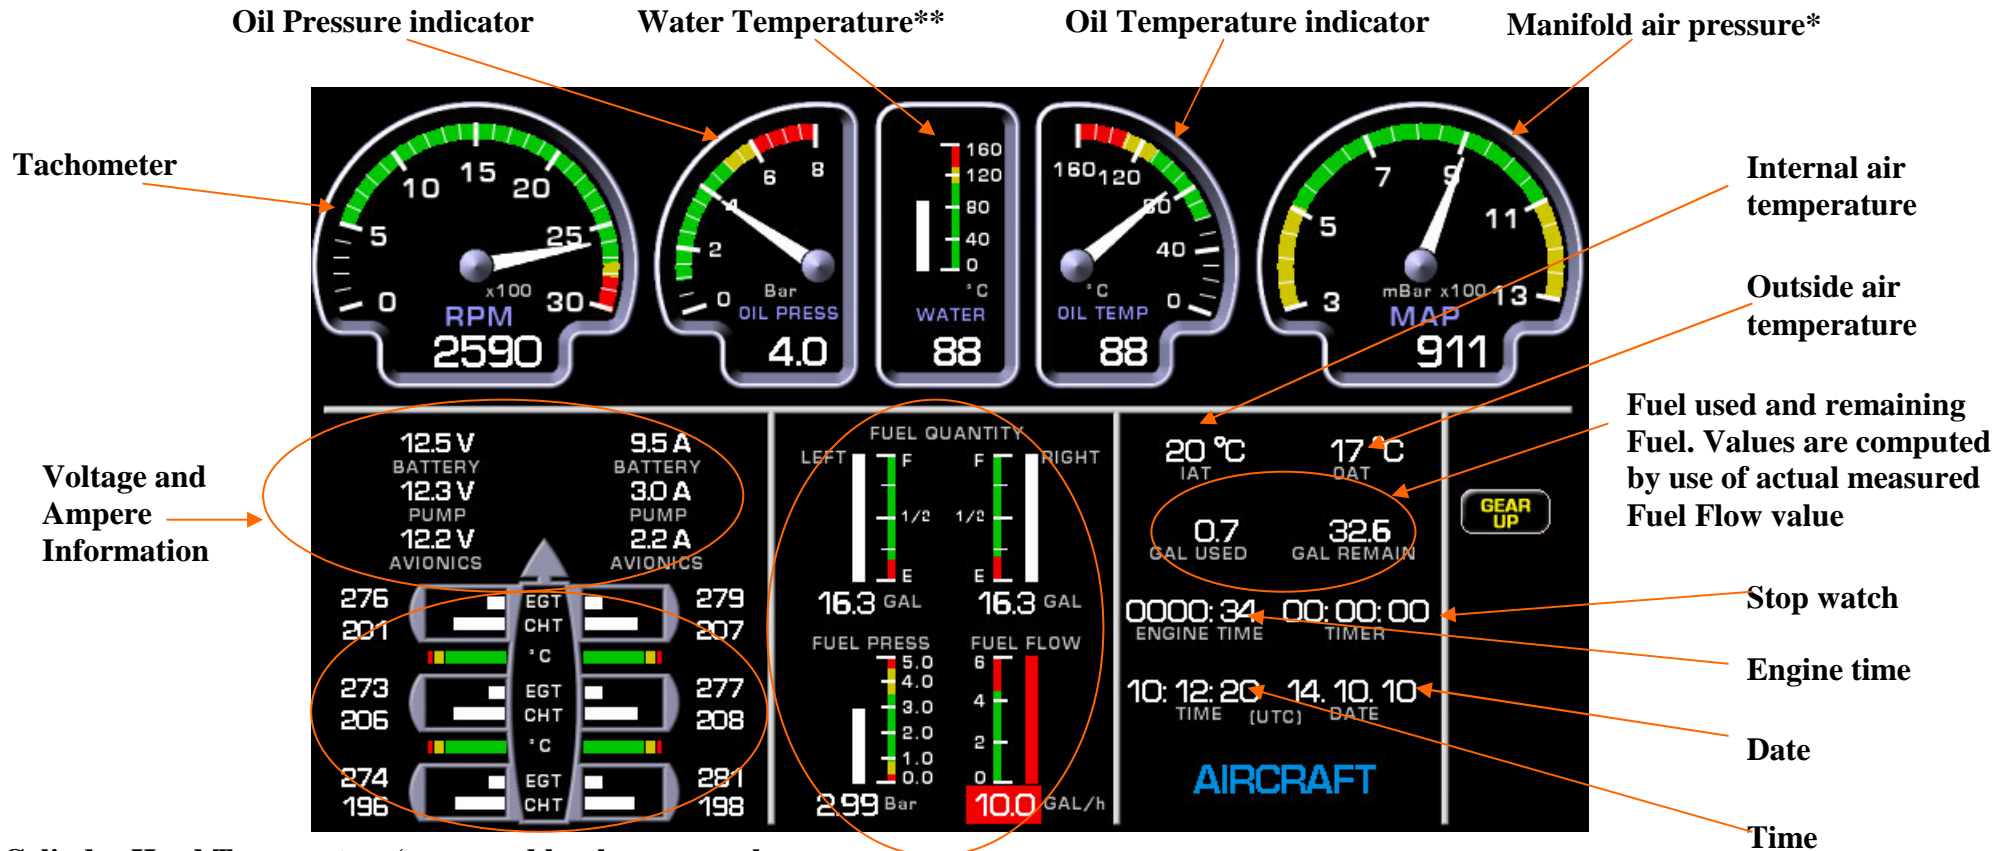 Oil Pressure indicator
Water Temperature**
Oil Temperature indicator
Manifold air pressure*
Tachometer
Internal air
temperature
Outside air
temperature
Fuel used and remaining
Fuel. Values are computed
by use of actual measured
Fuel Flow value
Voltage and
Ampere
Information
Stop watch
Engine time
Date
Time
0 5 10 15 20 25 30
x100
RPM
2590
0 2 4 6 8
Bar
OIL PRESS
4.0
160
120
80
40
0
°C
WATER
88
160 120 80 40 0
°C
OIL TEMP
88
3 5 7 9 11 13
mBar x100
MAP
911
12.5 V 9.5 A
BATTERY BATTERY
12.3 V 3.0 A
PUMP PUMP
12.2 V 2.2 A
AVIONICS AVIONICS
276 EGT 279
201 CHT 207
°C
273 EGT 277
206 CHT 208
°C
274 EGT 281
196 CHT 198
FUEL QUANTITY
LEFT F F RIGHT
1/2 1/2
E E
16.3 GAL 16.3 GAL
FUEL PRESS FUEL FLOW
5.0
4.0
3.0
2.0
1.0
0.0
6
4
2
0
2.99 Bar 10.0 GAL/h
20 °C 17 °C
IAT OAT
0.7 32.6
GAL USED GAL REMAIN
0000:34 00:00:00
ENGINE TIME TIMER
10:12:20 14.10.10
TIME (UTC) DATE
AIRCRAFT
GEAR
UP